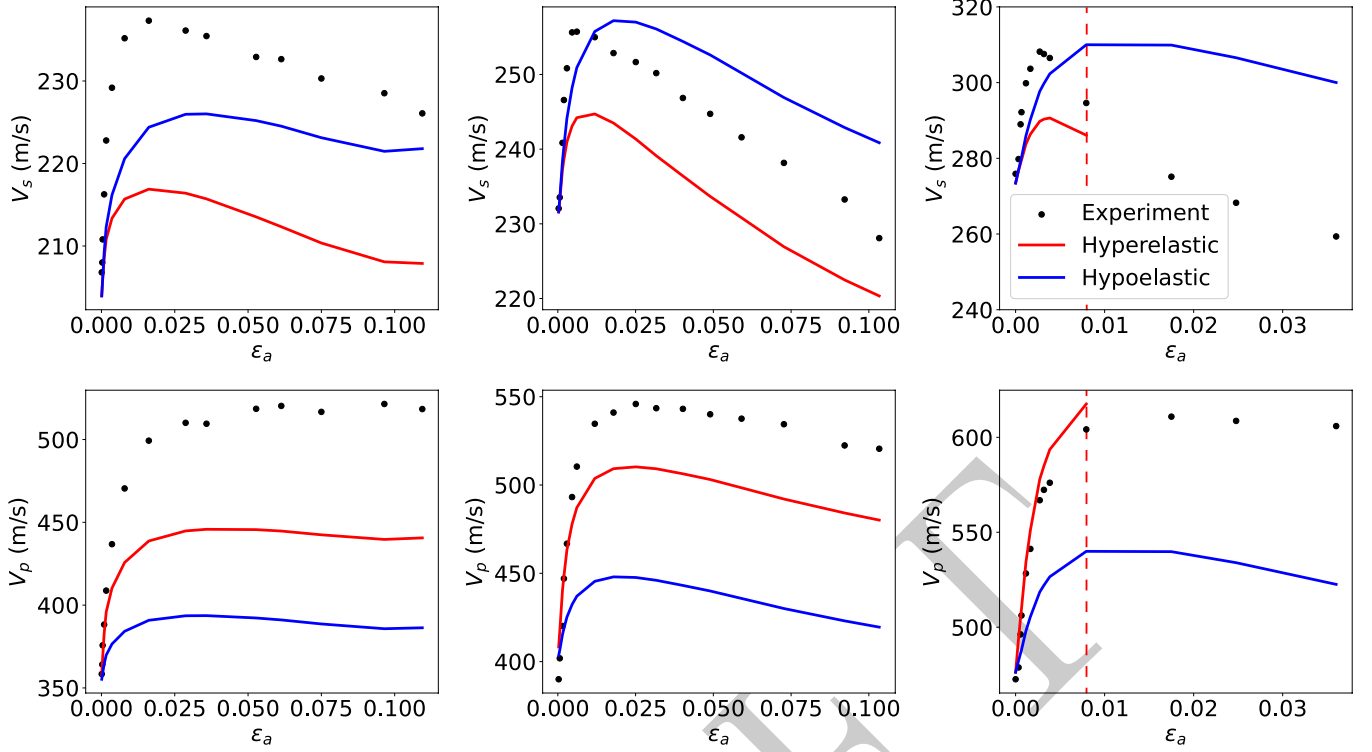 230
220
210
V_s (m/s)
0.000 0.025 0.050 0.075 0.100
ε_a
250
240
230
220
V_s (m/s)
0.000 0.025 0.050 0.075 0.100
ε_a
320
300
280
260
240
V_s (m/s)
Experiment
Hyperelastic
Hypoelastic
0.00 0.01 0.02 0.03
ε_a
500
450
400
350
V_p (m/s)
0.000 0.025 0.050 0.075 0.100
ε_a
550
500
450
400
V_p (m/s)
0.000 0.025 0.050 0.075 0.100
ε_a
600
550
500
V_p (m/s)
0.00 0.01 0.02 0.03
ε_a